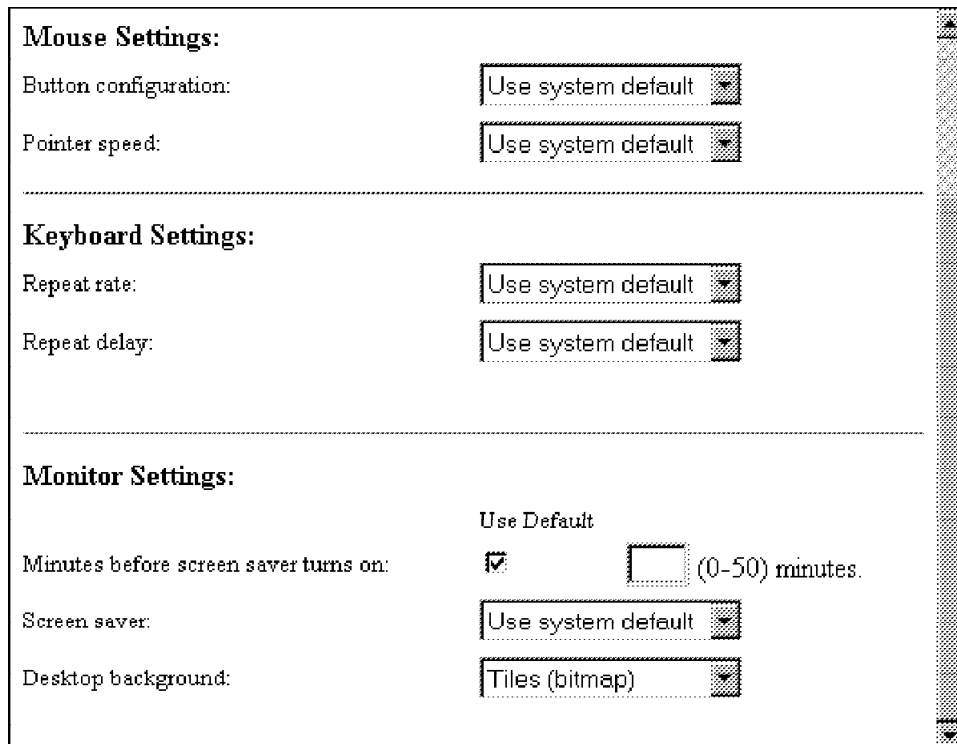 Mouse Settings:
Button configuration: Use system default
Pointer speed: Use system default
Keyboard Settings:
Repeat rate: Use system default
Repeat delay: Use system default
Monitor Settings:
Use Default
Minutes before screen saver turns on: (0-50) minutes.
Screen saver: Use system default
Desktop background: Tiles (bitmap)